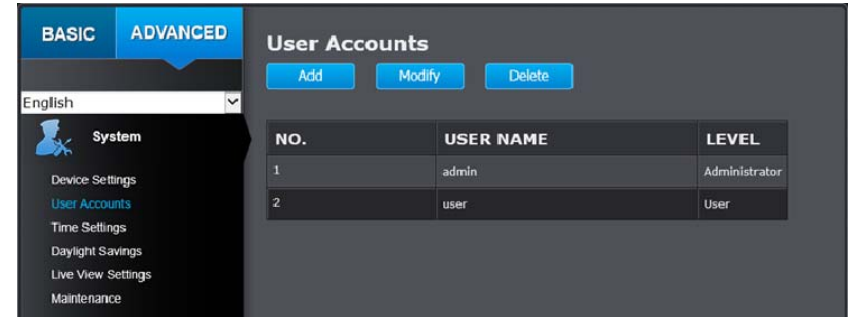 BASIC ADVANCED
English
System
Device Settings
User Accounts
Time Settings
Daylight Savings
Live View Settings
Maintenance
User Accounts
Add Modify Delete
NO. USER NAME LEVEL
1 admin Administrator
2 user User